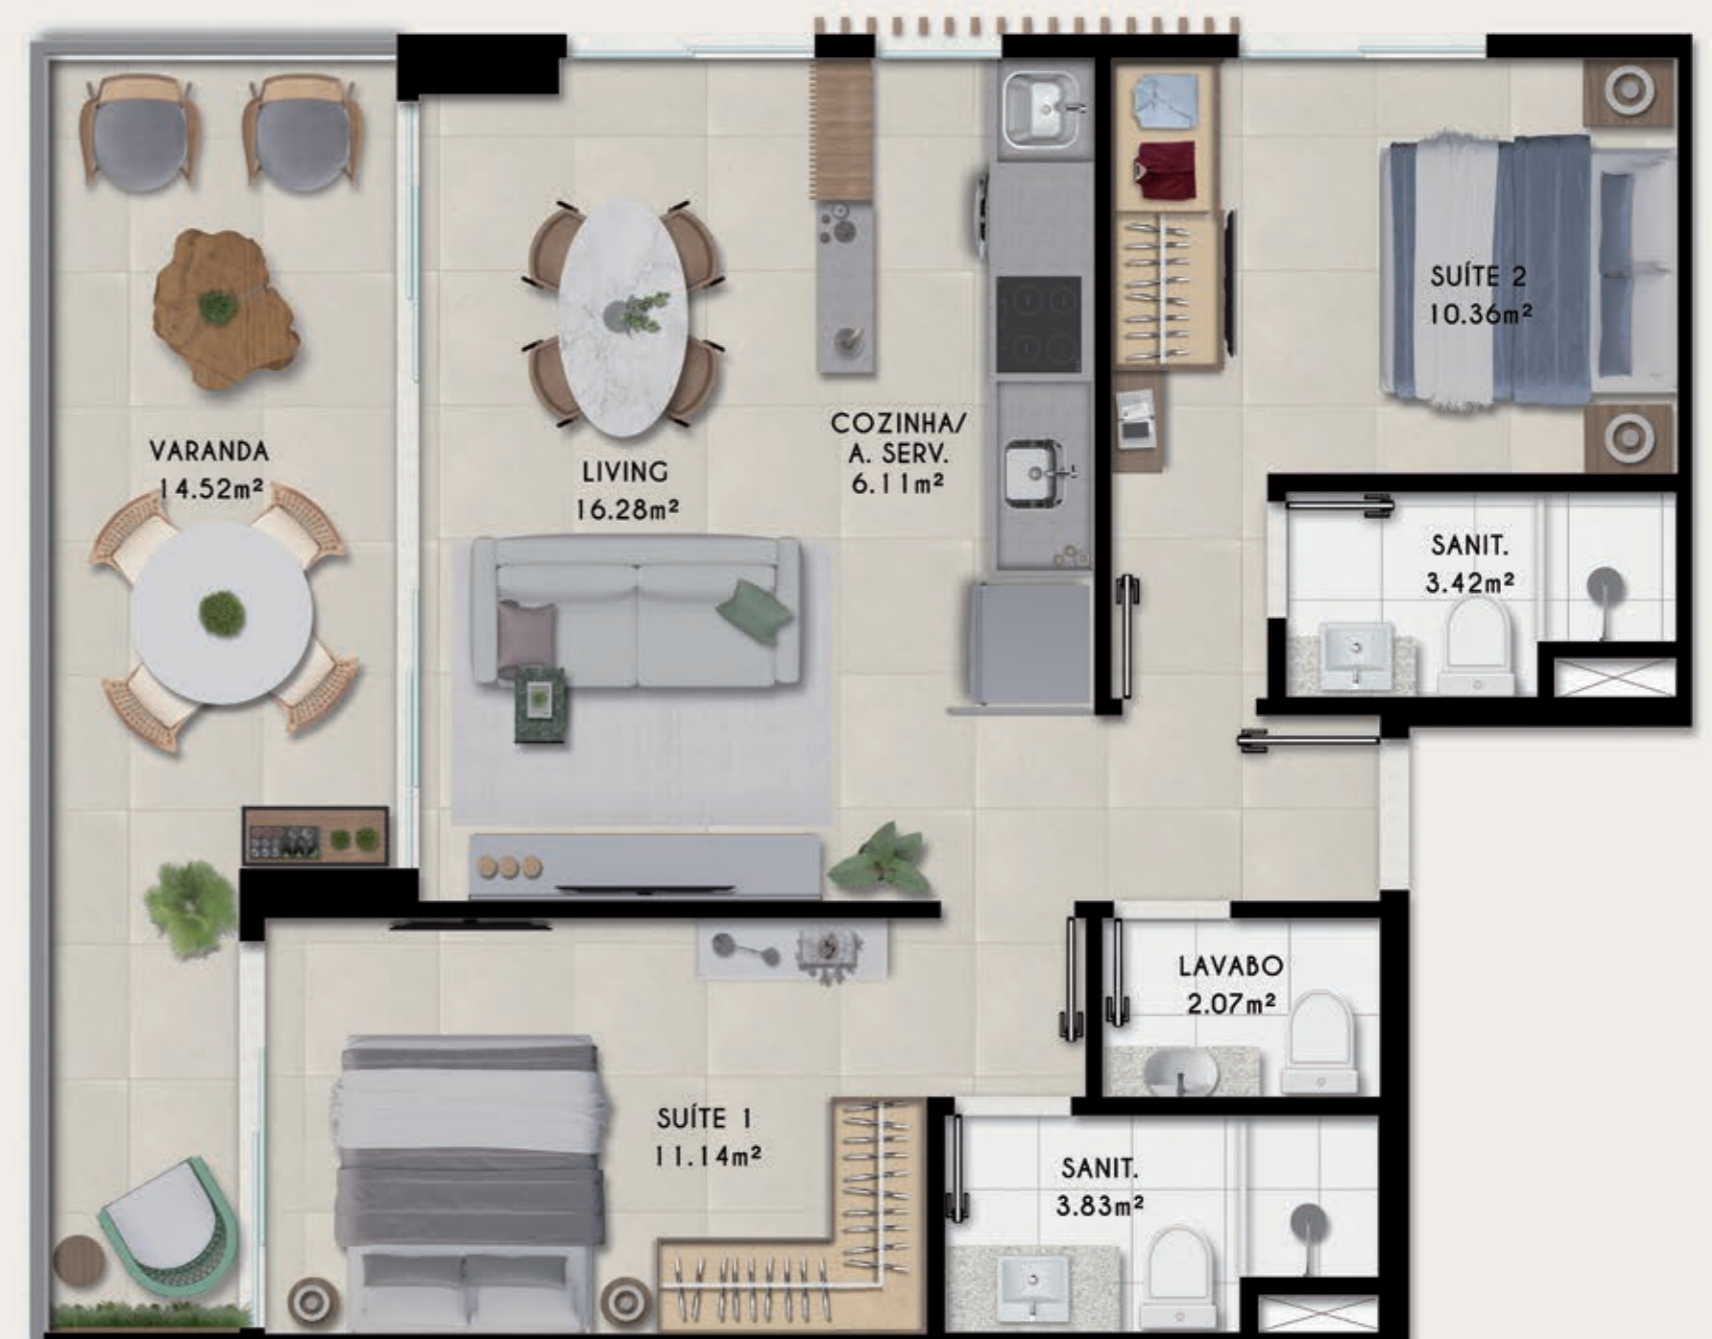 SUÍTE 2
10.36m²
COZINHA/
A. SERV.
6.11m²
VARANDA
14.52m²
LIVING
16.28m²
SANIT.
3.42m²
LAVABO
2.07m²
SUÍTE 1
11.14m²
SANIT.
3.83m²